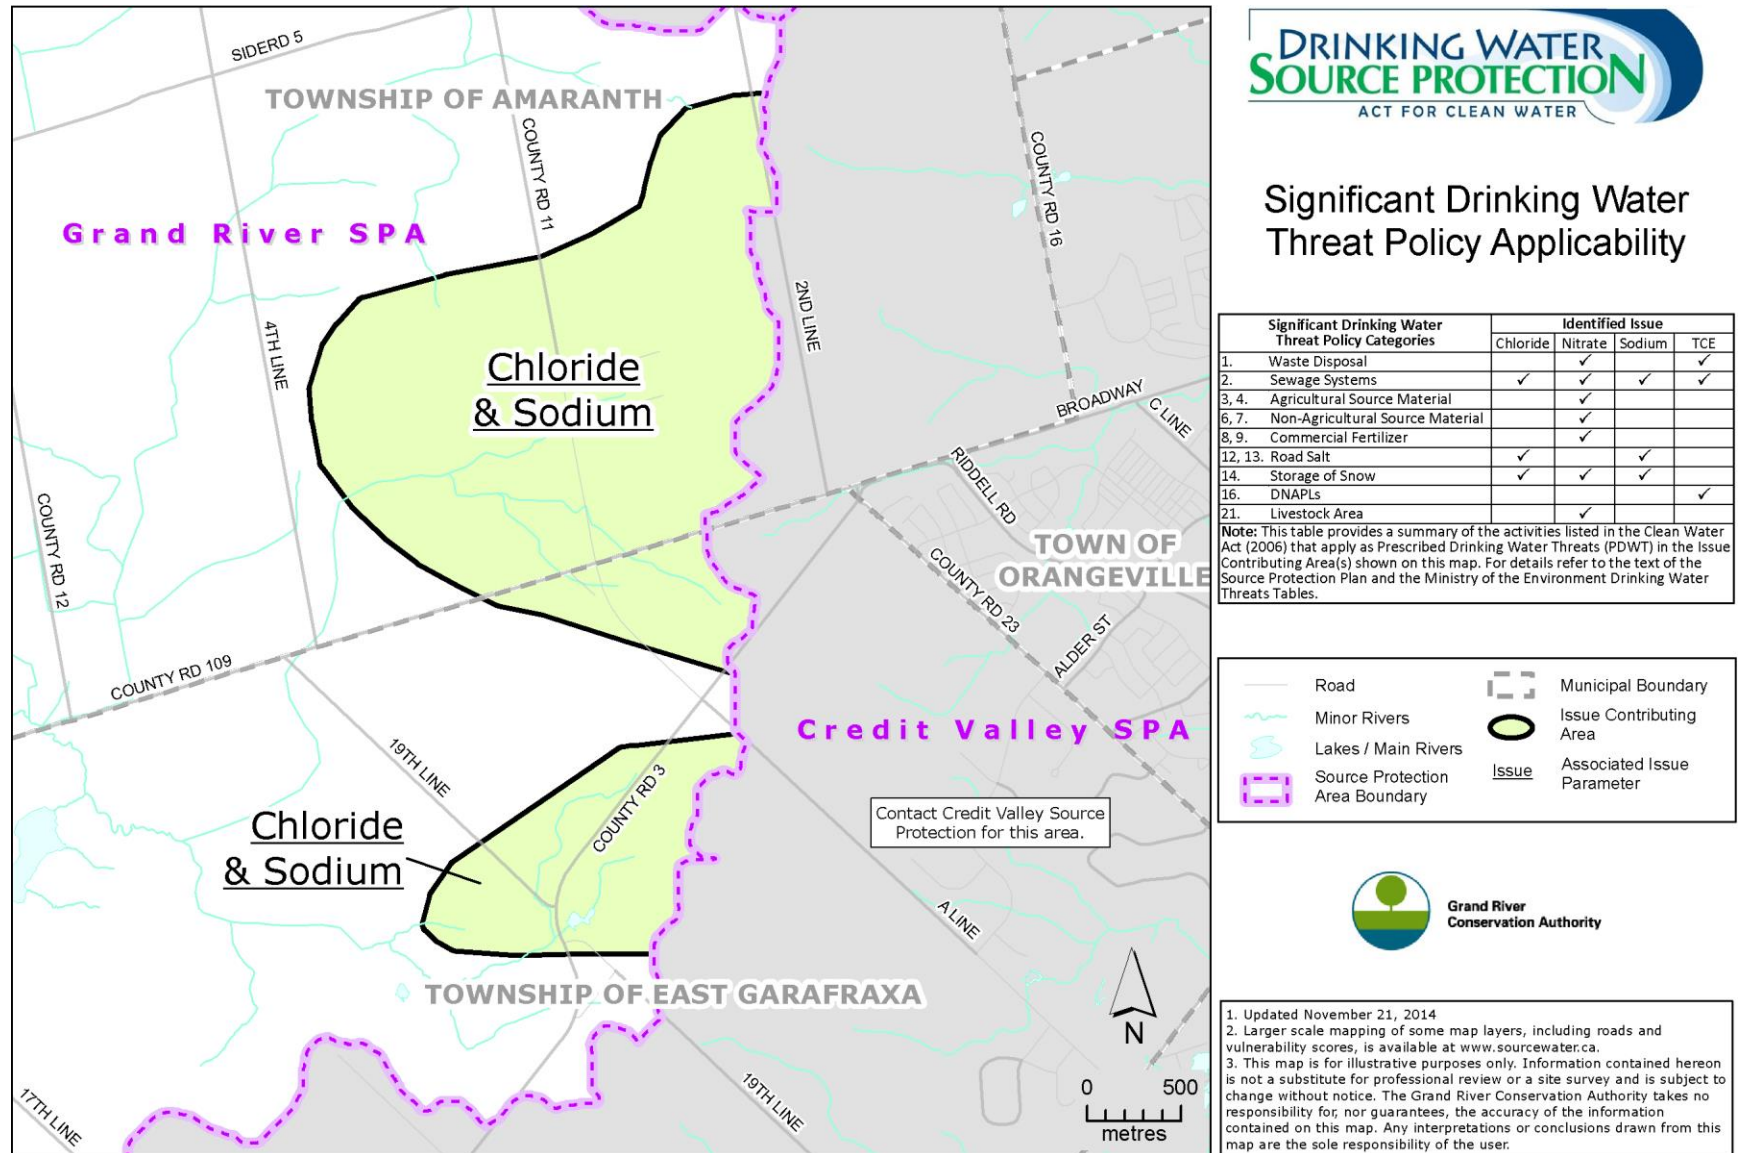 SIDERD 5
TOWNSHIP OF AMARANTH
COUNTY RD 11
COUNTY RD 16
Grand River SPA
4TH LINE
2ND LINE
Chloride
& Sodium
BROADWAY
C LINE
RIDDELL RD
COUNTY RD 12
TOWN OF
ORANGEVILLE
COUNTY RD 23
ALDER ST
COUNTY RD 109
Credit Valley SPA
19TH LINE
COUNTY RD 3
Chloride
& Sodium
Contact Credit Valley Source
Protection for this area.
A LINE
TOWNSHIP OF EAST GARAFRAXA
N
0 500
metres
19TH LINE
17TH LINE
DRINKING WATER
SOURCE PROTECTION
ACT FOR CLEAN WATER
Significant Drinking Water
Threat Policy Applicability
Significant Drinking Water
Threat Policy Categories
Identified Issue
Chloride Nitrate Sodium TCE
1. Waste Disposal ✓ ✓
2. Sewage Systems ✓ ✓ ✓ ✓
3, 4. Agricultural Source Material ✓
6, 7. Non-Agricultural Source Material ✓
8, 9. Commercial Fertilizer ✓
12, 13. Road Salt ✓ ✓
14. Storage of Snow ✓ ✓ ✓
16. DNAPLs ✓
21. Livestock Area ✓
Note: This table provides a summary of the activities listed in the Clean Water
Act (2006) that apply as Prescribed Drinking Water Threats (PDWT) in the Issue
Contributing Area(s) shown on this map. For details refer to the text of the
Source Protection Plan and the Ministry of the Environment Drinking Water
Threats Tables.
Road
Minor Rivers
Lakes / Main Rivers
Source Protection
Area Boundary
Municipal Boundary
Issue Contributing
Area
Issue
Associated Issue
Parameter
Grand River
Conservation Authority
1. Updated November 21, 2014
2. Larger scale mapping of some map layers, including roads and
vulnerability scores, is available at www.sourcewater.ca.
3. This map is for illustrative purposes only. Information contained hereon
is not a substitute for professional review or a site survey and is subject to
change without notice. The Grand River Conservation Authority takes no
responsibility for, nor guarantees, the accuracy of the information
contained on this map. Any interpretations or conclusions drawn from this
map are the sole responsibility of the user.